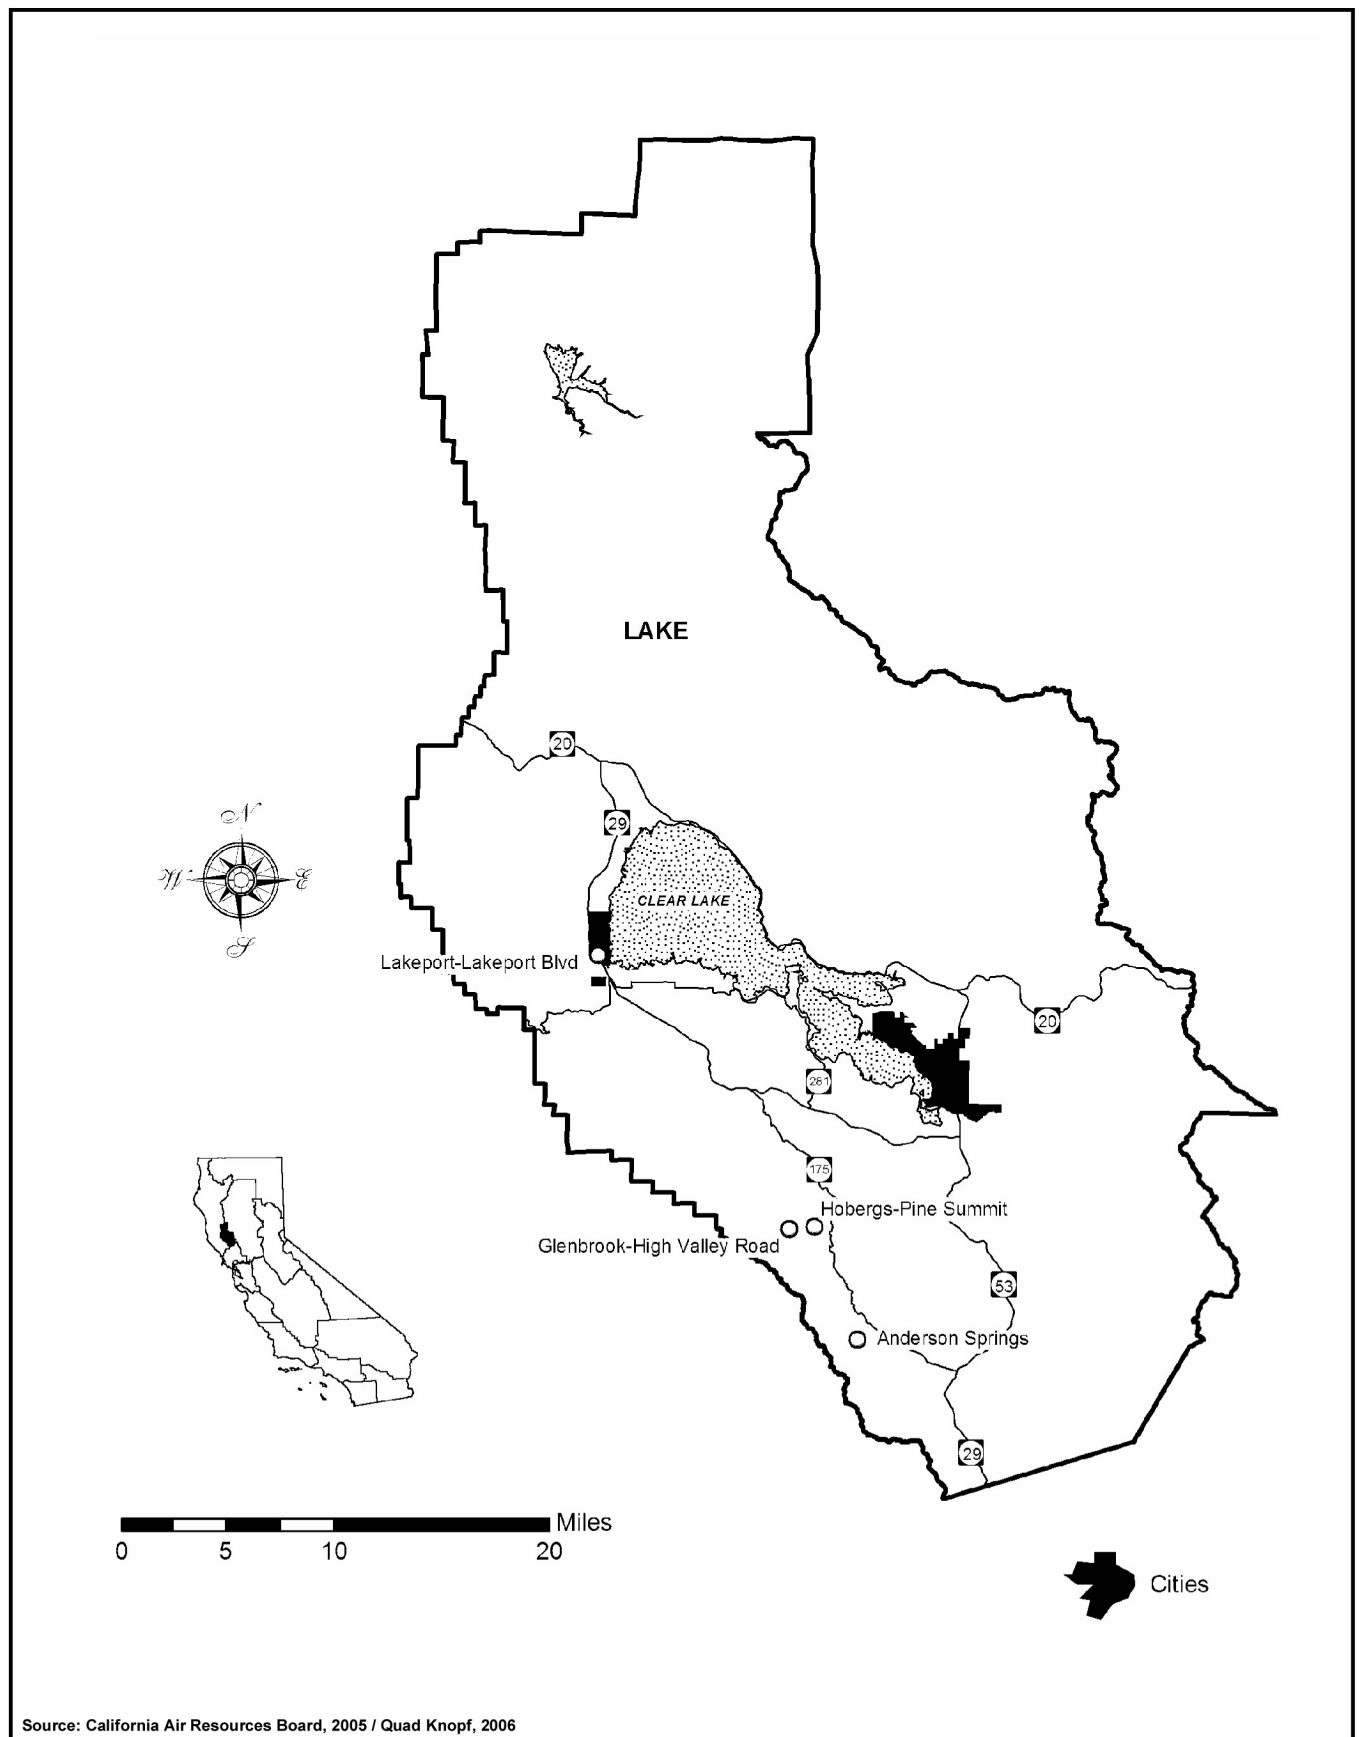 LAKE
20
29
N
W E
S
CLEAR LAKE
Lakeport-Lakeport Blvd
20
281
175
Hobergs-Pine Summit
Glenbrook-High Valley Road
53
Anderson Springs
29
Miles
0 5 10 20
Cities
Source: California Air Resources Board, 2005 / Quad Knopf, 2006